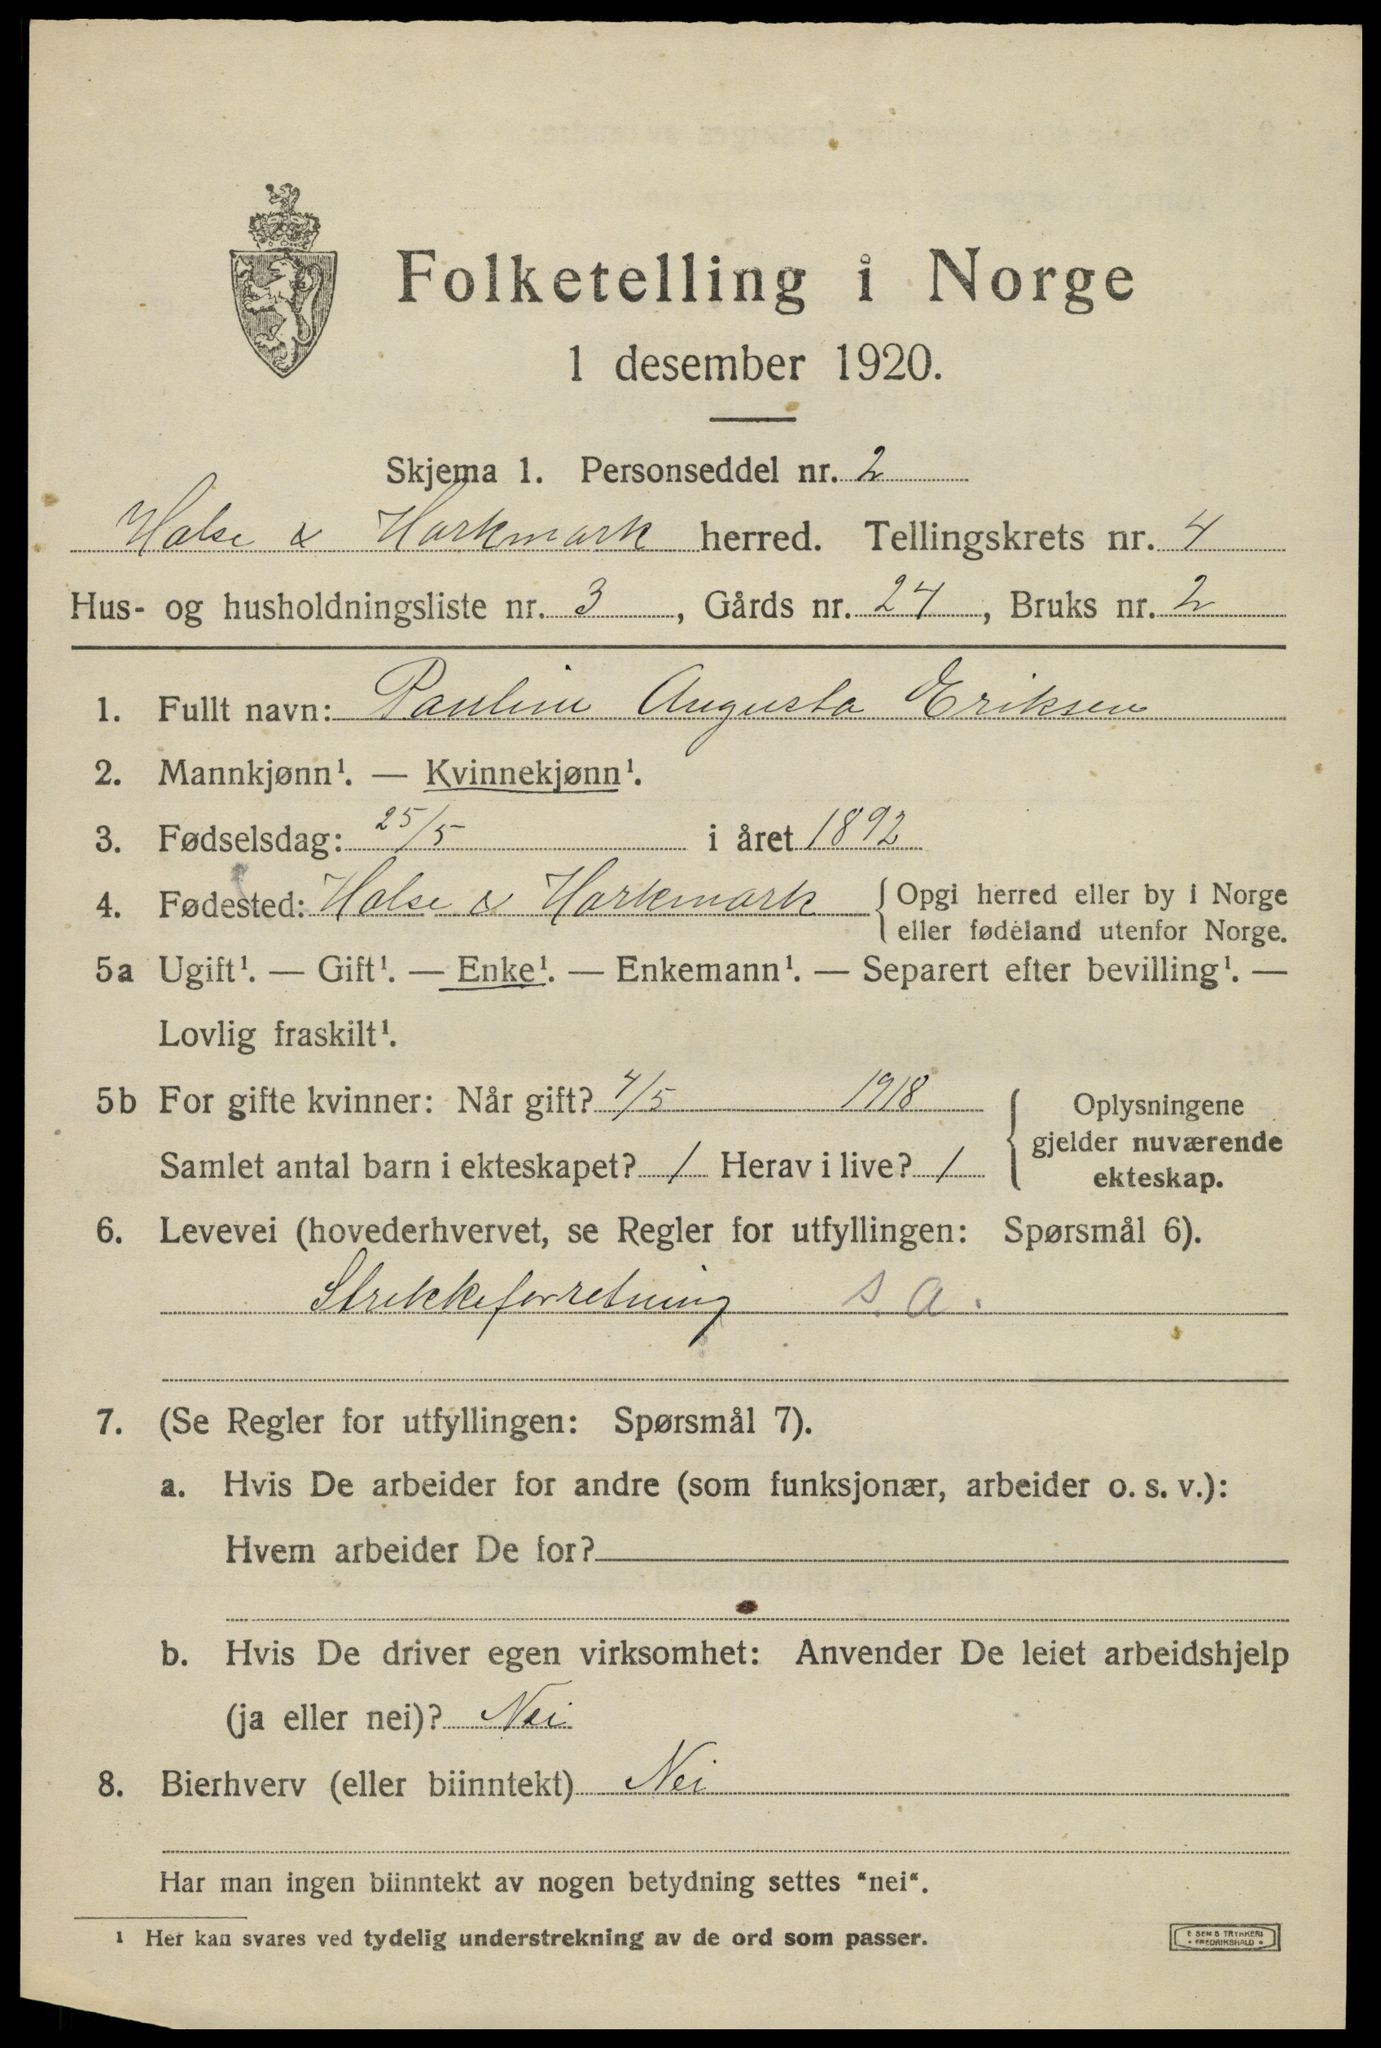 Folketelling i Norge
1 desember 1920.
Skjema 1. Personseddel nr. 2
Halse & Harkmark herred. Tellingskrets nr. 4
Hus- og husholdningsliste nr. 3, Gårds nr. 24, Bruks nr. 2
1. Fullt navn: Pauline Augusta Eriksen
2. Mannkjønn¹. — Kvinnekjønn¹.
3. Fødselsdag: 25/5 i året 1892
4. Fødested: Halse & Harkmark { Opgi herred eller by i Norge
eller fødeland utenfor Norge.
5a Ugift¹. — Gift¹. — Enke¹. — Enkemann¹. — Separert efter bevilling¹. —
Lovlig fraskilt¹.
5b For gifte kvinner: Når gift? 4/5 1918
Samlet antal barn i ekteskapet? 1 Herav i live? 1
{ Oplysningene
gjelder nuværende
ekteskap.
6. Levevei (hovederhvervet, se Regler for utfyllingen: Spørsmål 6).
Strikkeforretning s. a.
7. (Se Regler for utfyllingen: Spørsmål 7).
a. Hvis De arbeider for andre (som funksjonær, arbeider o. s. v.):
Hvem arbeider De for?
b. Hvis De driver egen virksomhet: Anvender De leiet arbeidshjelp
(ja eller nei)? Nei
8. Bierhverv (eller biinntekt) Nei
Har man ingen biinntekt av nogen betydning settes "nei".
1 Her kan svares ved tydelig understrekning av de ord som passer.
E SEMS TRYKKERI
• FREDRIKSHALD •